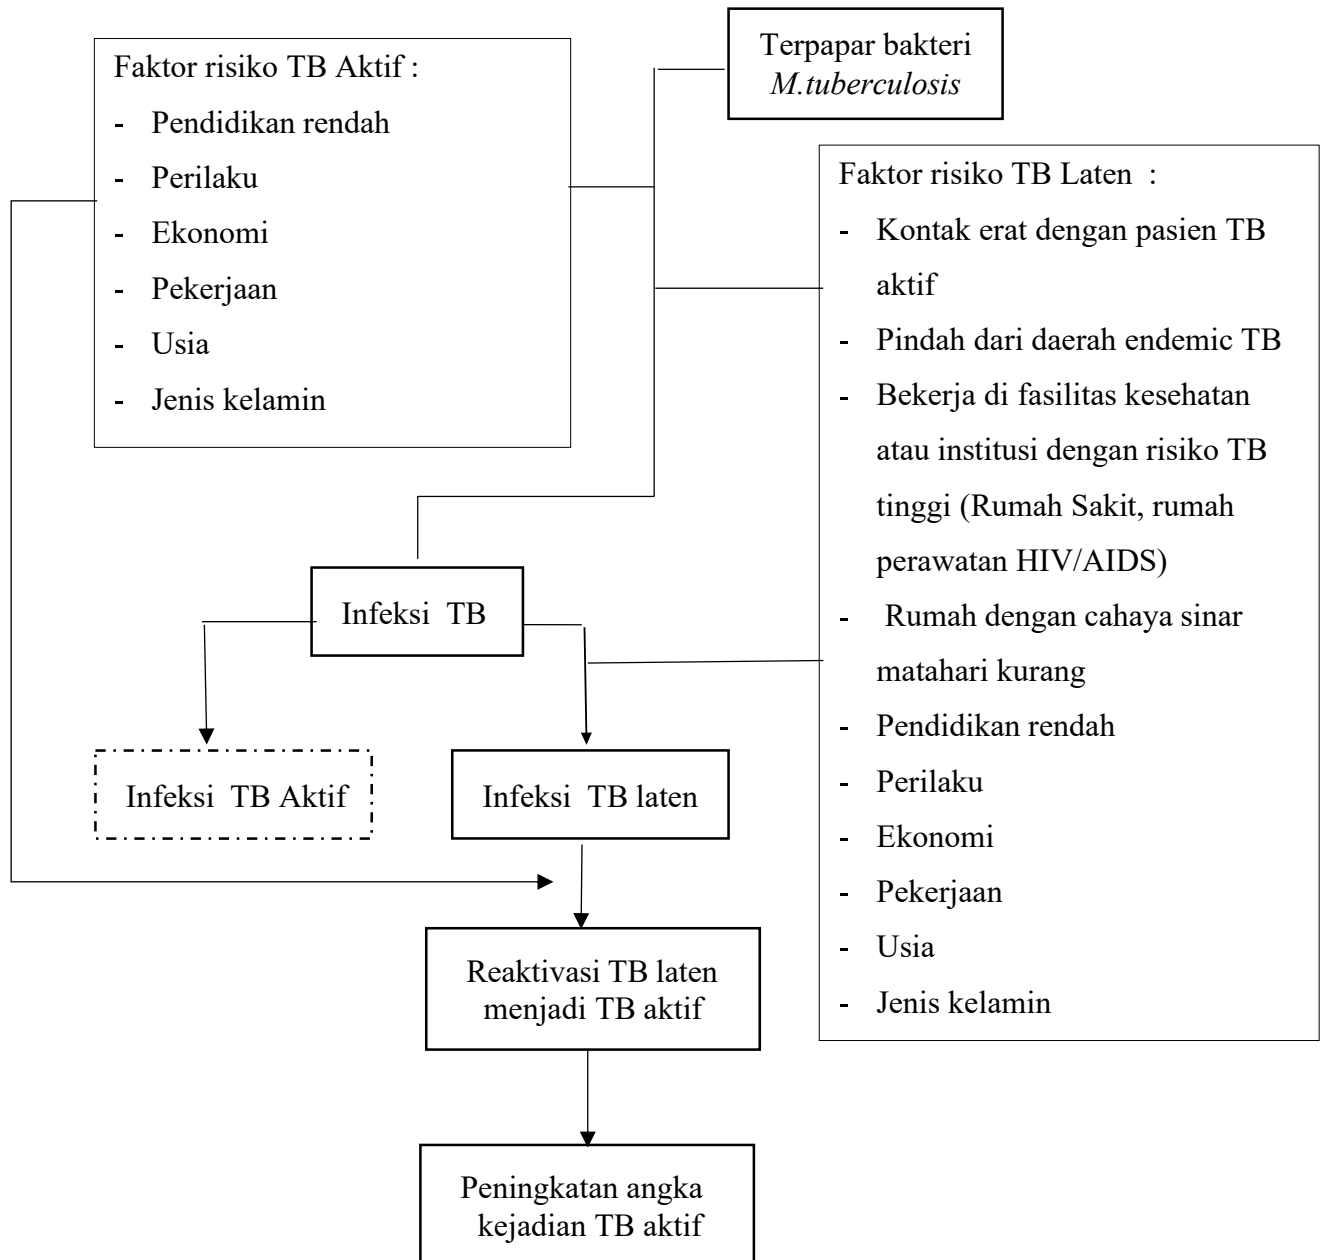 Terpapar bakteri
M.tuberculosis
Faktor risiko TB Aktif :
- Pendidikan rendah
- Perilaku
- Ekonomi
- Pekerjaan
- Usia
- Jenis kelamin
Faktor risiko TB Laten :
- Kontak erat dengan pasien TB
aktif
- Pindah dari daerah endemic TB
- Bekerja di fasilitas kesehatan
atau institusi dengan risiko TB
tinggi (Rumah Sakit, rumah
perawatan HIV/AIDS)
- Rumah dengan cahaya sinar
matahari kurang
- Pendidikan rendah
- Perilaku
- Ekonomi
- Pekerjaan
- Usia
- Jenis kelamin
Infeksi TB
Infeksi TB Aktif
Infeksi TB laten
Reaktivasi TB laten
menjadi TB aktif
Peningkatan angka
kejadian TB aktif